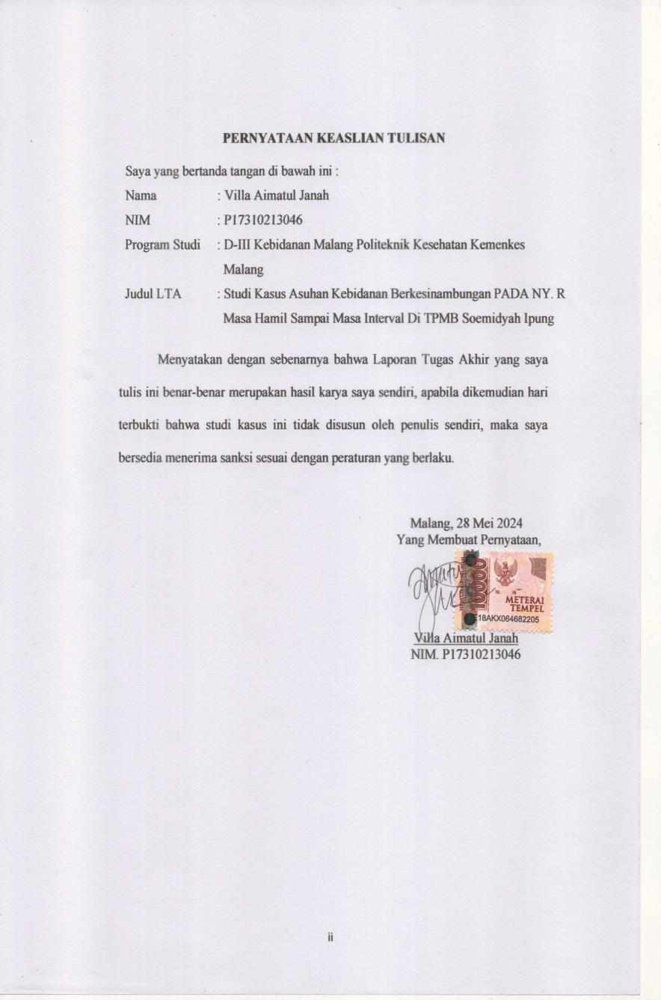 PERNYATAAN KEASLIAN TULISAN
Saya yang bertanda tangan di bawah ini :
Nama : Villa Aimatul Janah
NIM : P17310213046
Program Studi : D-III Kebidanan Malang Politeknik Kesehatan Kemenkes
Malang
Judul LTA : Studi Kasus Asuhan Kebidanan Berkesinambungan PADA NY. R
Masa Hamil Sampai Masa Interval Di TPMB Soemidyah Ipung
Menyatakan dengan sebenarnya bahwa Laporan Tugas Akhir yang saya
tulis ini benar-benar merupakan hasil karya saya sendiri, apabila dikemudian hari
terbukti bahwa studi kasus ini tidak disusun oleh penulis sendiri, maka saya
bersedia menerima sanksi sesuai dengan peraturan yang berlaku.
Malang, 28 Mei 2024
Yang Membuat Pernyataan,
10000
METERAI
TEMPEL
18AKX064682205
Villa Aimatul Janah
NIM. P17310213046
ii